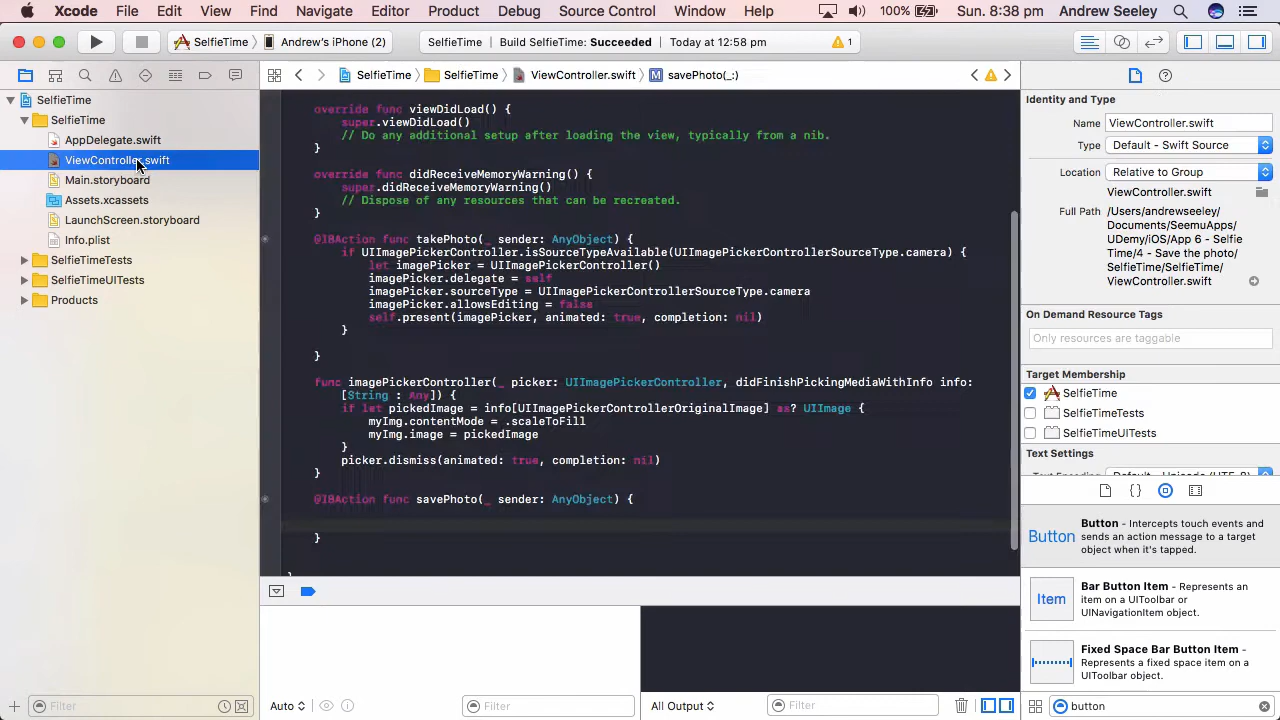 Xcode File Edit View Find Navigate Editor Product Debug Source Control Window Help 100% Sun. 8:38 pm Andrew Seeley
SelfieTime Andrew's iPhone (2) SelfieTime Build SelfieTime: Succeeded Today at 12:58 pm 1
SelfieTime SelfieTime ViewController.swift M savePhoto(_:)
SelfieTime
SelfieTime
AppDelegate.swift
ViewController.swift
Main.storyboard
Assets.xcassets
LaunchScreen.storyboard
Info.plist
SelfieTimeTests
SelfieTimeUITests
Products
Filter
override func viewDidLoad() {
super.viewDidLoad()
// Do any additional setup after loading the view, typically from a nib.
}
override func didReceiveMemoryWarning() {
super.didReceiveMemoryWarning()
// Dispose of any resources that can be recreated.
}
@IBAction func takePhoto(_ sender: AnyObject) {
if UIImagePickerController.isSourceTypeAvailable(UIImagePickerControllerSourceType.camera) {
let imagePicker = UIImagePickerController()
imagePicker.delegate = self
imagePicker.sourceType = UIImagePickerControllerSourceType.camera
imagePicker.allowsEditing = false
self.present(imagePicker, animated: true, completion: nil)
}
}
func imagePickerController(_ picker: UIImagePickerController, didFinishPickingMediaWithInfo info:
[String : Any]) {
if let pickedImage = info[UIImagePickerControllerOriginalImage] as? UIImage {
myImg.contentMode = .scaleToFill
myImg.image = pickedImage
}
picker.dismiss(animated: true, completion: nil)
}
@IBAction func savePhoto(_ sender: AnyObject) {
}
Auto Filter
All Output Filter
Identity and Type
Name ViewController.swift
Type Default - Swift Source
Location Relative to Group
ViewController.swift
Full Path /Users/andrewseeley/
Documents/SeemuApps/
UDemy/iOS/App 6 - Selfie
Time/4 - Save the photo/
SelfieTime/SelfieTime/
ViewController.swift
On Demand Resource Tags
Only resources are taggable
Target Membership
SelfieTime
SelfieTimeTests
SelfieTimeUITests
Text Settings
Text Encoding Default - Unicode (UTF-8)
{ }
Button
Button - Intercepts touch events and
sends an action message to a target
object when it's tapped.
Item
Bar Button Item - Represents an
item on a UIToolbar or
UINavigationItem object.
Fixed Space Bar Button Item -
Represents a fixed space item on a
UIToolbar object.
button